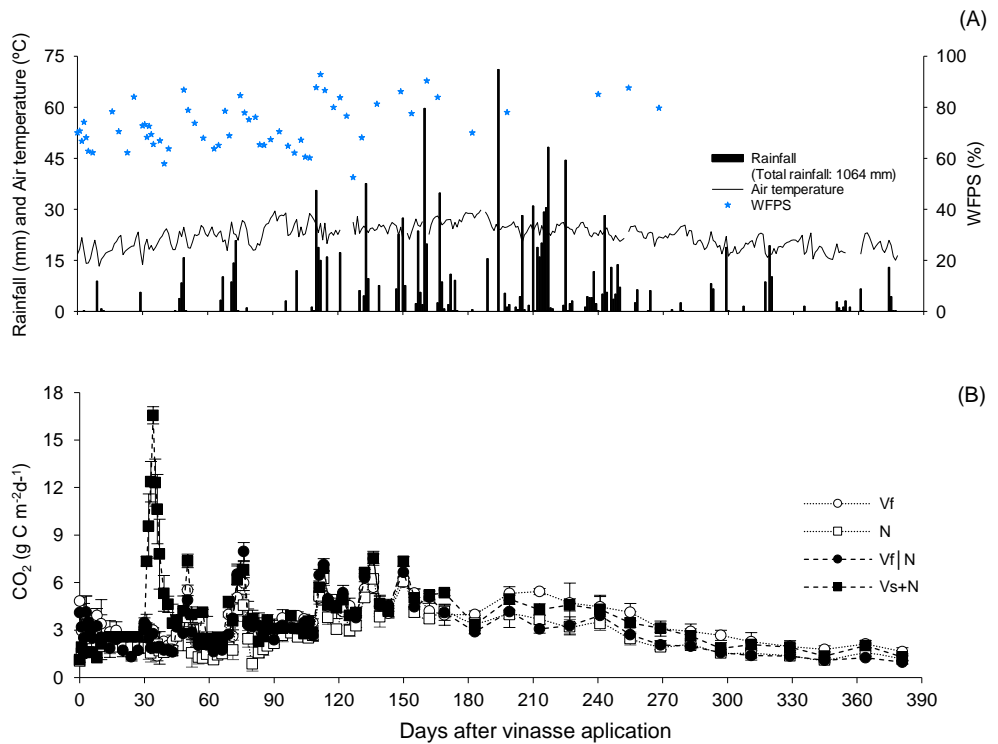 (A)
Rainfall (mm) and Air temperature (ºC)
75
60
45
30
15
0
100
80
60
40
20
0
WFPS (%)
Rainfall
(Total rainfall: 1064 mm)
Air temperature
WFPS
(B)
CO2 (g C m-2d-1)
18
15
12
9
6
3
0
Vf
N
Vf|N
Vs+N
0 30 60 90 120 150 180 210 240 270 300 330 360 390
Days after vinasse aplication